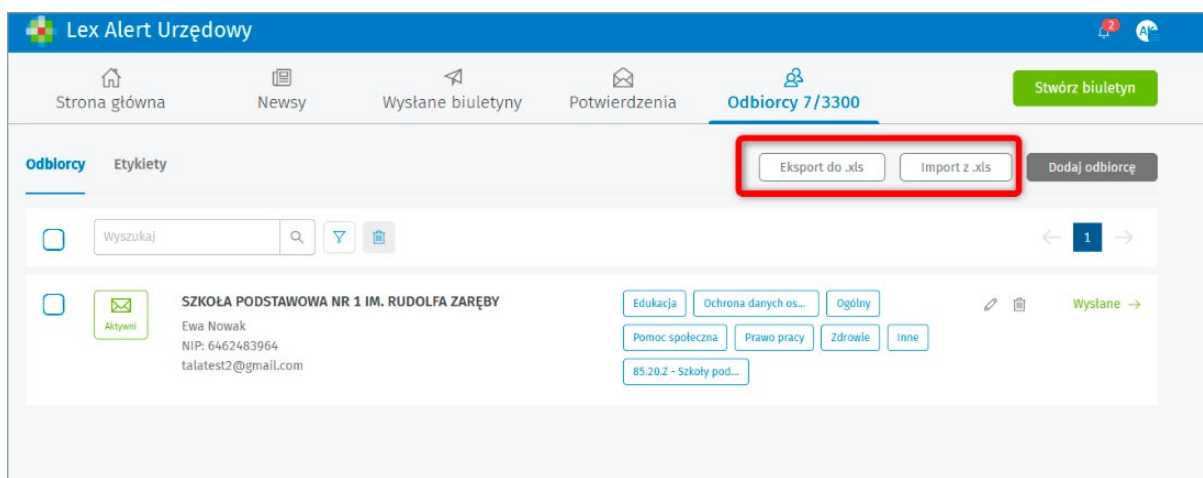 Lex Alert Urzędowy
2
Strona główna
Newsy
Wysłane biuletyny
Potwierdzenia
Odbiorcy 7/3300
Stwórz biuletyn
Odbiorcy
Etykiety
Eksport do .xls
Import z .xls
Dodaj odbiorcę
Wyszukaj
1
Aktywni
SZKOŁA PODSTAWOWA NR 1 IM. RUDOLFA ZARĘBY
Ewa Nowak
NIP: 6462483964
talatest2@gmail.com
Edukacja
Ochrona danych os...
Ogólny
Pomoc społeczna
Prawo pracy
Zdrowie
Inne
85.20.Z - Szkoły pod...
Wysłane →